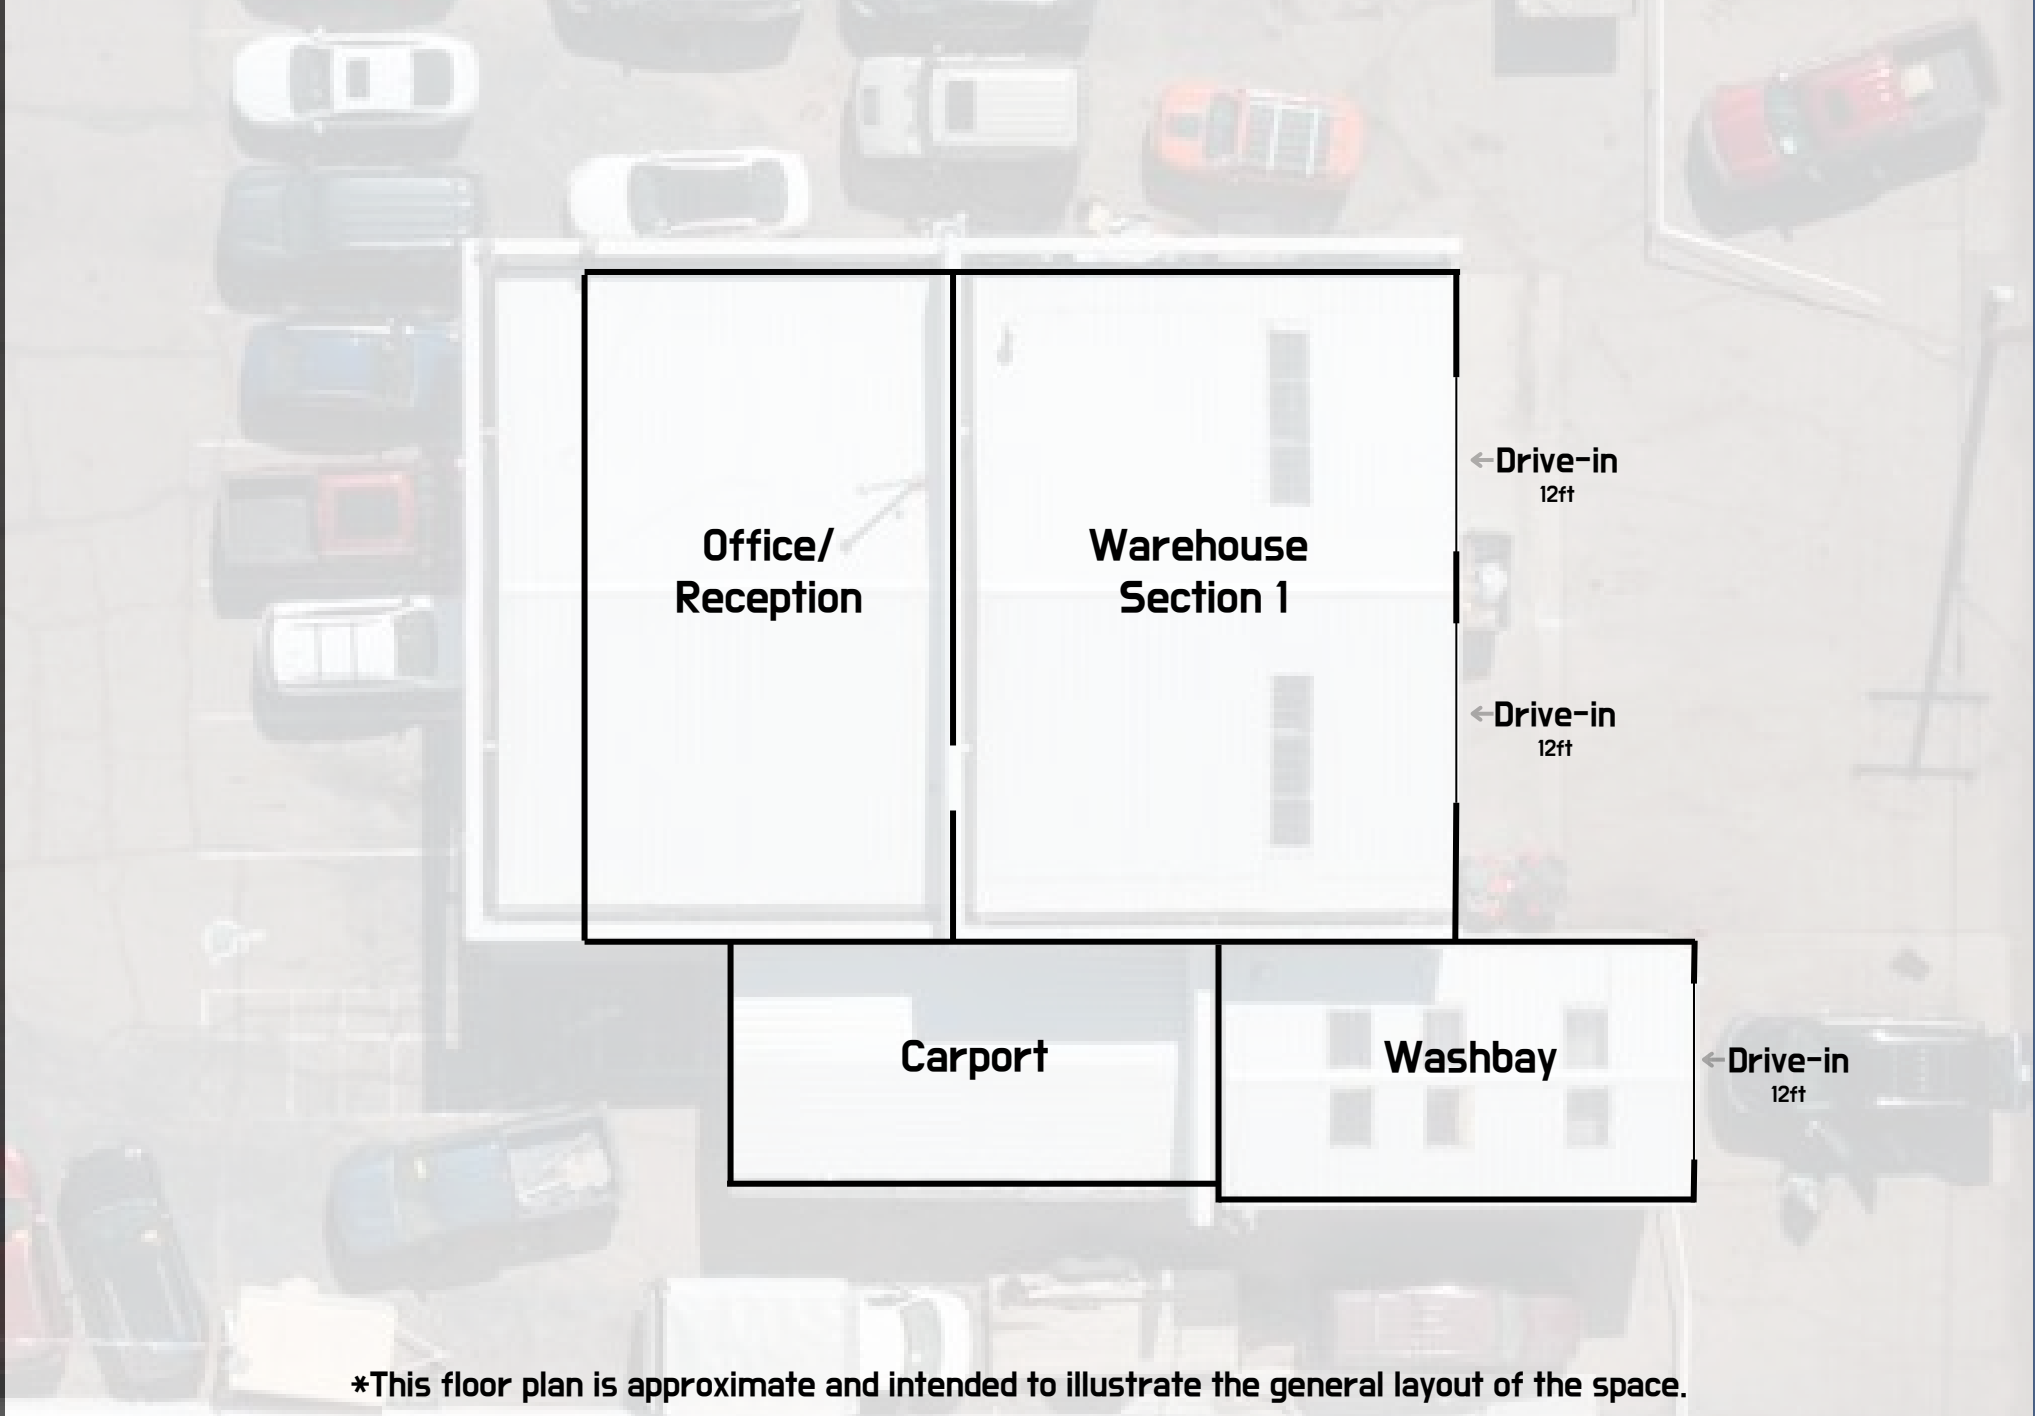 Drive-in
12ft
Office/
Reception
Warehouse
Section 1
Drive-in
12ft
Carport
Washbay
Drive-in
12ft
*This floor plan is approximate and intended to illustrate the general layout of the space.